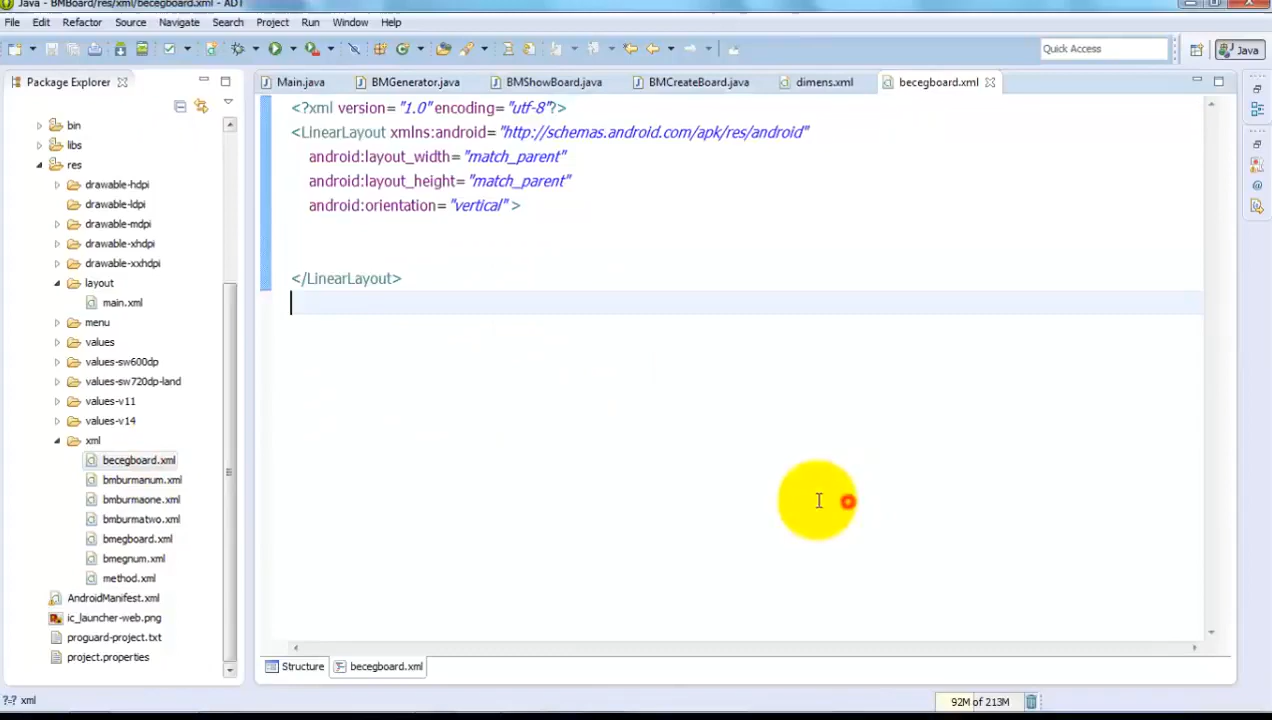 Java - BMBoard/res/xml/becegboard.xml - ADT
File Edit Refactor Source Navigate Search Project Run Window Help
Quick Access Java
Package Explorer
Main.java BMGenerator.java BMShowBoard.java BMCreateBoard.java dimens.xml becegboard.xml
bin
libs
res
drawable-hdpi
drawable-ldpi
drawable-mdpi
drawable-xhdpi
drawable-xxhdpi
layout
main.xml
menu
values
values-sw600dp
values-sw720dp-land
values-v11
values-v14
xml
becegboard.xml
bmburmanum.xml
bmburmaone.xml
bmburmatwo.xml
bmegboard.xml
bmegnum.xml
method.xml
AndroidManifest.xml
ic_launcher-web.png
proguard-project.txt
project.properties
<?xml version="1.0" encoding="utf-8"?>
<LinearLayout xmlns:android="http://schemas.android.com/apk/res/android"
android:layout_width="match_parent"
android:layout_height="match_parent"
android:orientation="vertical" >
</LinearLayout>
Structure becegboard.xml
?=? xml
92M of 213M